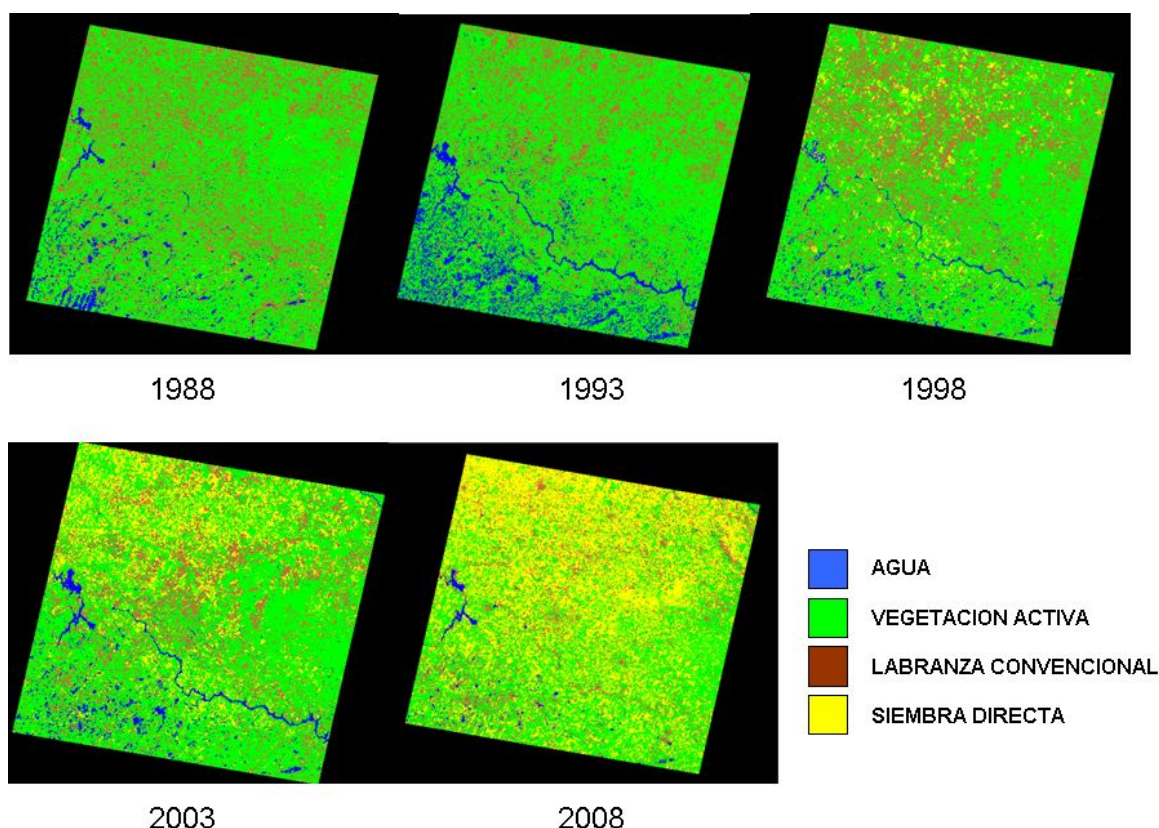 1988
1993
1998
AGUA
VEGETACION ACTIVA
LABRANZA CONVENCIONAL
SIEMBRA DIRECTA
2003
2008